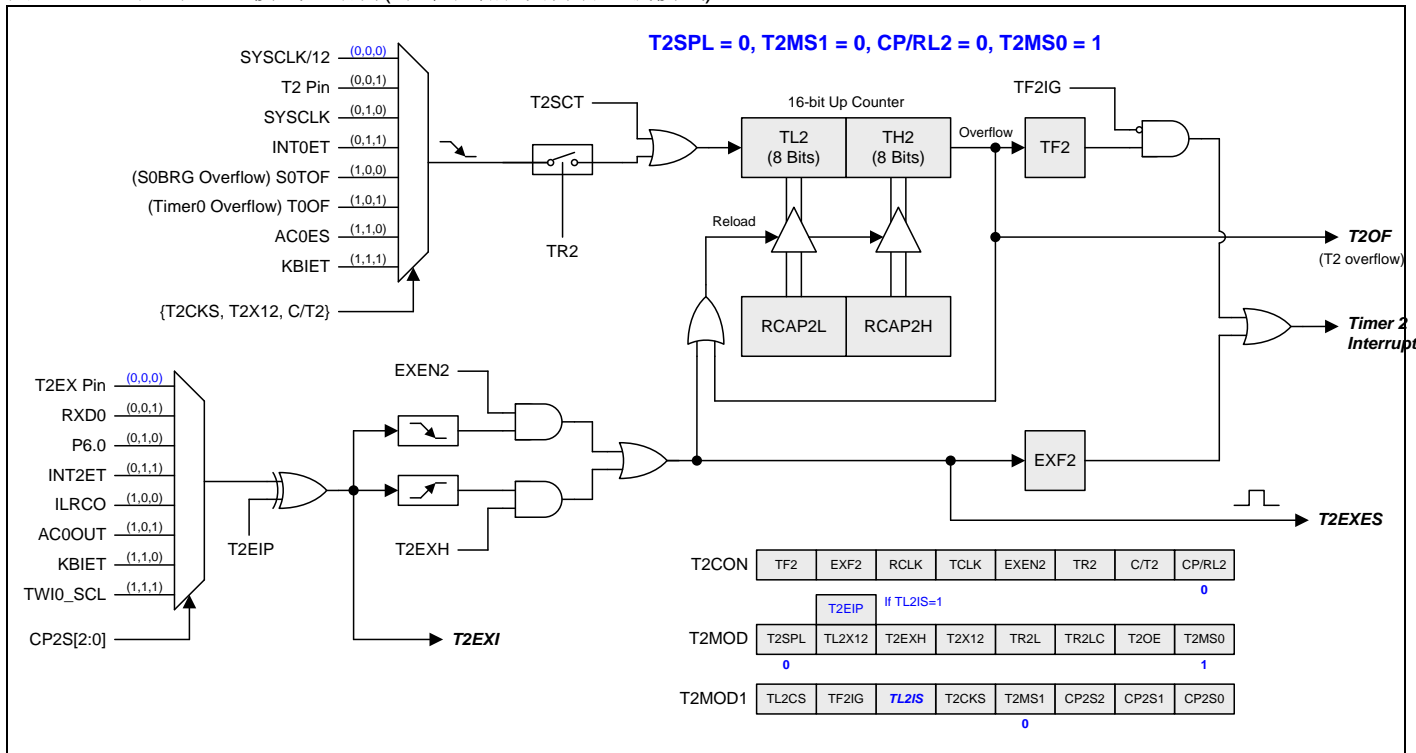 T2SPL = 0, T2MS1 = 0, CP/RL2 = 0, T2MS0 = 1
SYSCLK/12 (0,0,0)
T2 Pin (0,0,1)
SYSCLK (0,1,0)
INT0ET (0,1,1)
(S0BRG Overflow) S0TOF (1,0,0)
(Timer0 Overflow) T0OF (1,0,1)
AC0ES (1,1,0)
KBIET (1,1,1)
{T2CKS, T2X12, C/T2}
TR2
T2SCT
16-bit Up Counter
TL2
(8 Bits)
TH2
(8 Bits)
Overflow
TF2
TF2IG
Reload
RCAP2L
RCAP2H
T2OF
(T2 overflow)
Timer 2
Interrupt
T2EX Pin (0,0,0)
RXD0 (0,0,1)
P6.0 (0,1,0)
INT2ET (0,1,1)
ILRCO (1,0,0)
AC0OUT (1,0,1)
KBIET (1,1,0)
TWI0_SCL (1,1,1)
CP2S[2:0]
T2EIP
EXEN2
T2EXH
T2EXI
EXF2
T2EXES
T2CON TF2 EXF2 RCLK TCLK EXEN2 TR2 C/T2 CP/RL2
0
T2EIP If TL2IS=1
T2MOD T2SPL TL2X12 T2EXH T2X12 TR2L TR2LC T2OE T2MS0
0 1
T2MOD1 TL2CS TF2IG TL2IS T2CKS T2MS1 CP2S2 CP2S1 CP2S0
0